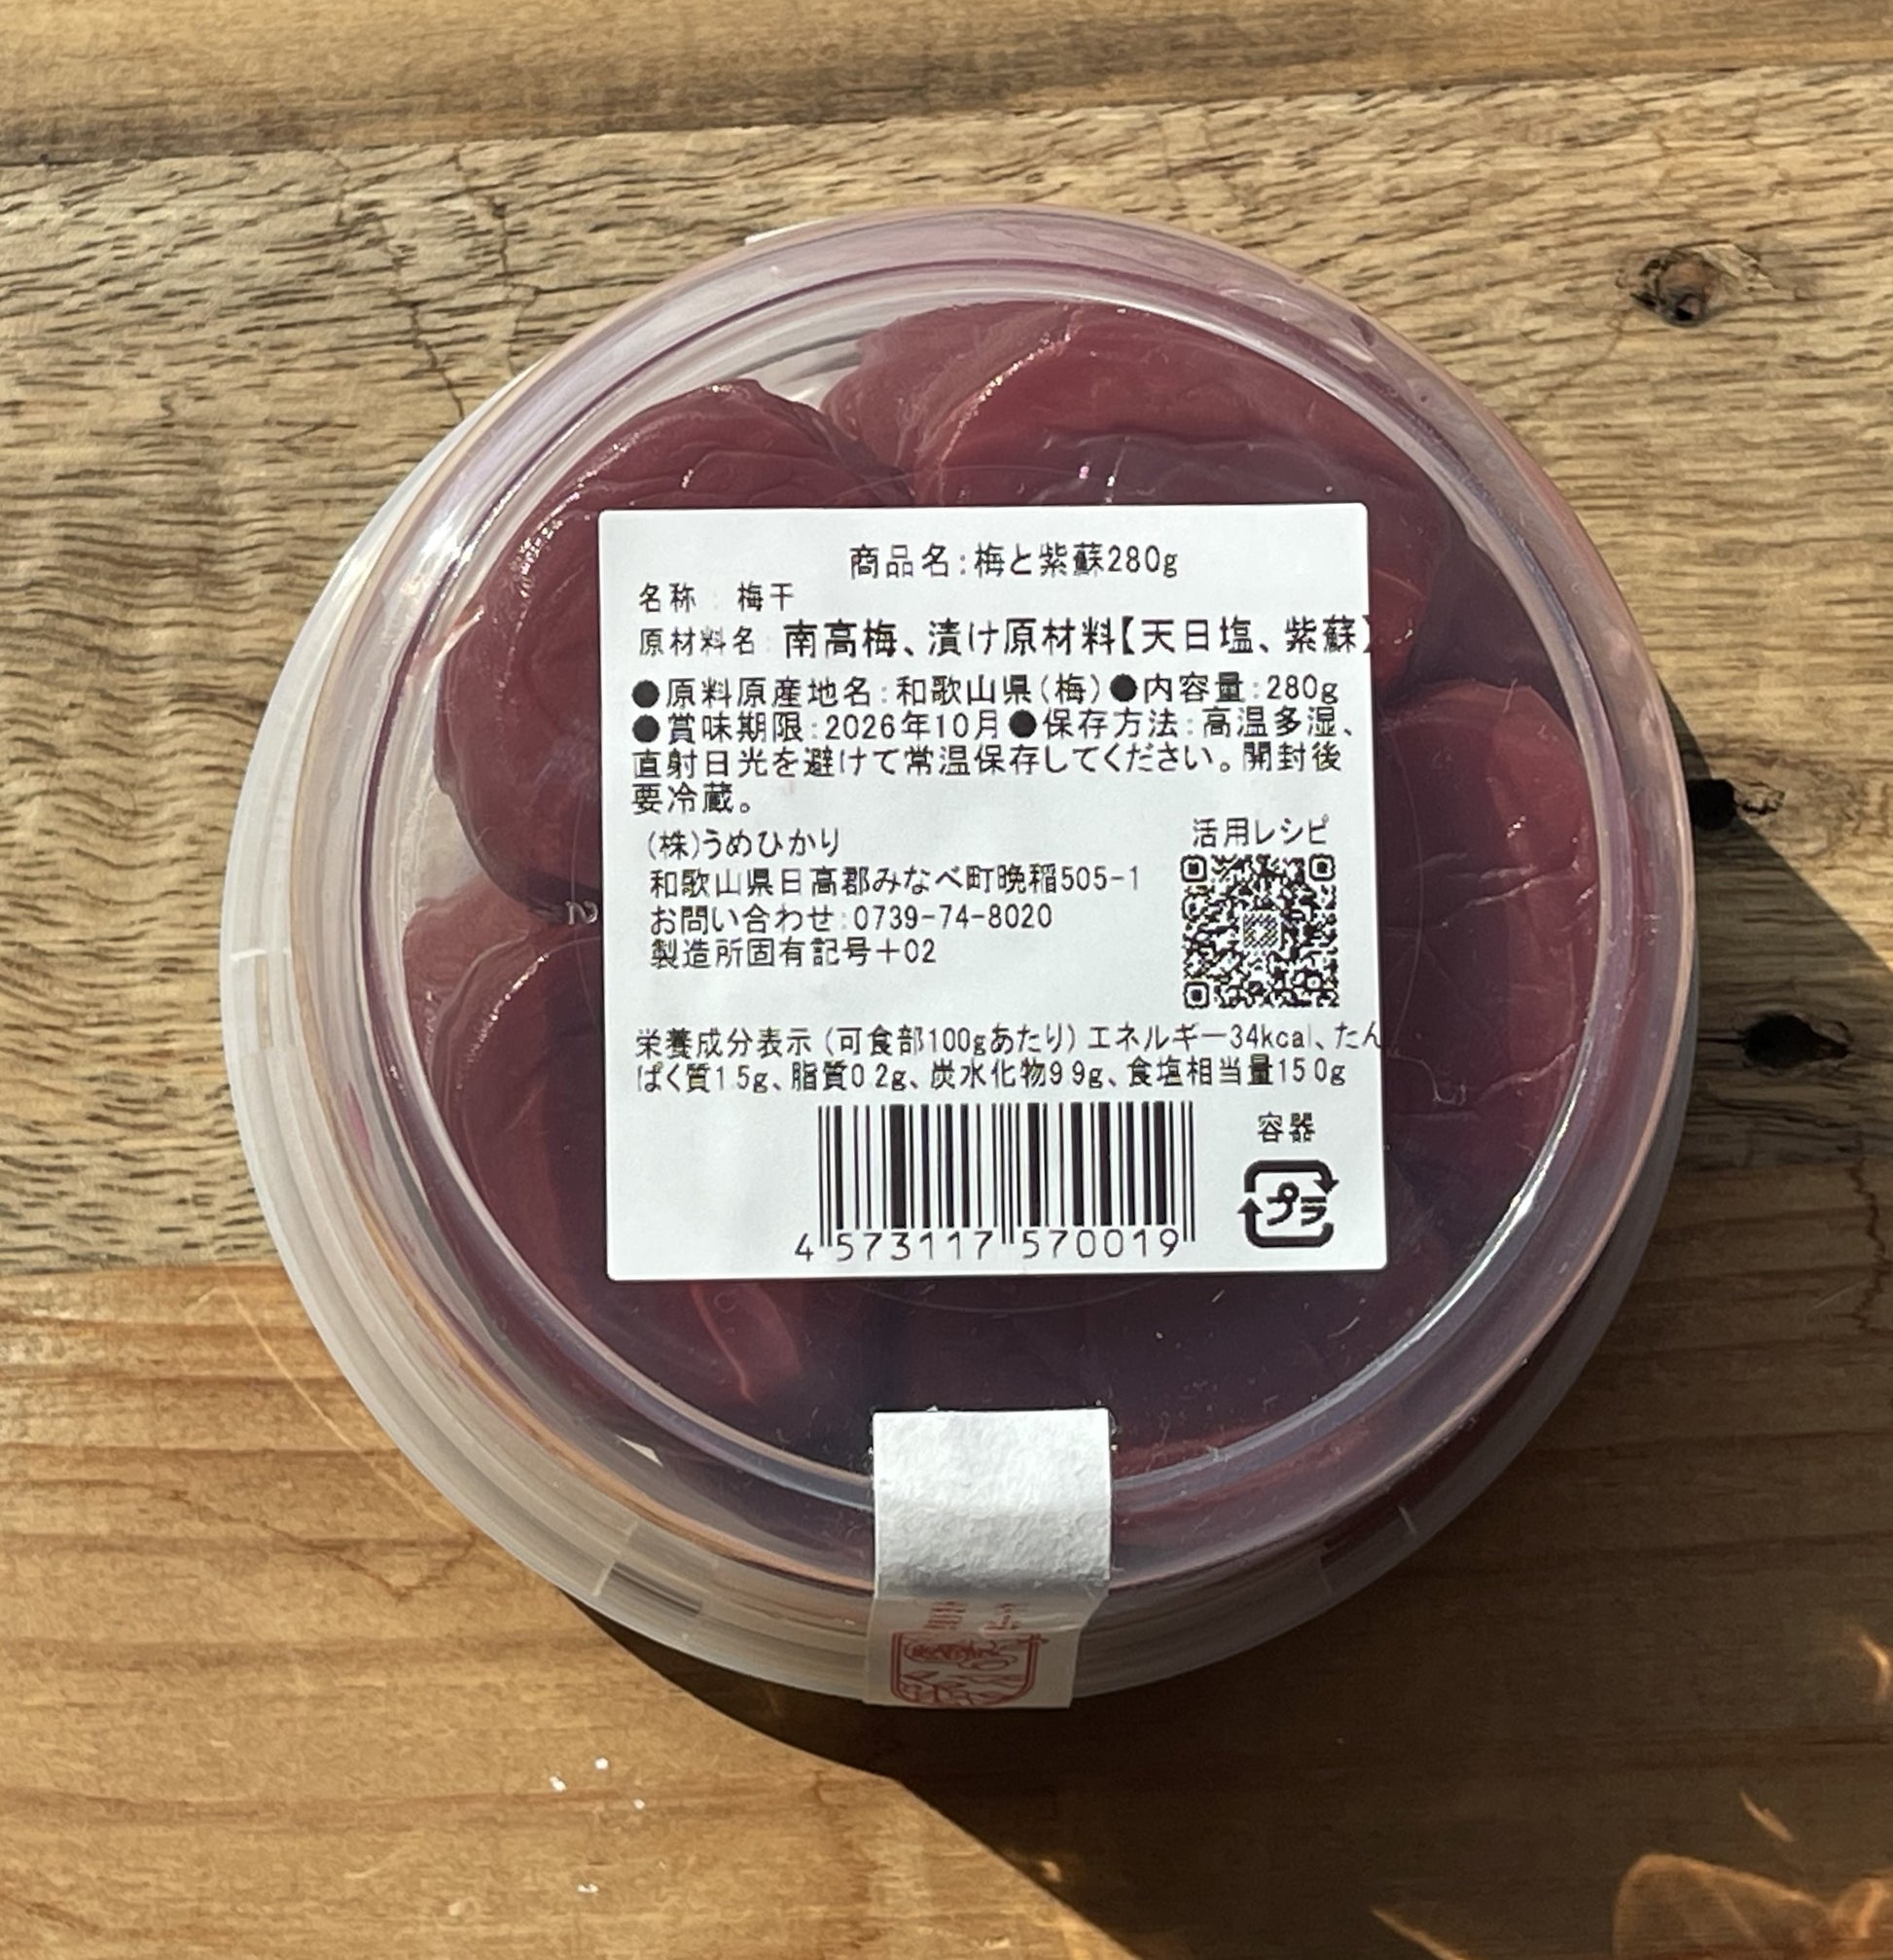 商品名:梅と紫蘇280g
名称 梅干
原材料名:南高梅、漬け原材料【天日塩、紫蘇】
●原料原産地名:和歌山県(梅)●内容量:280g
●賞味期限:2026年10月●保存方法:高温多湿、
直射日光を避けて常温保存してください。開封後
要冷蔵。
(株)うめひかり
和歌山県日高郡みなべ町晩稲505-1
お問い合わせ:0739-74-8020
製造所固有記号+02
活用レシピ
栄養成分表示(可食部100gあたり)エネルギー34kcal、たん
ぱく質1.5g、脂質0.2g、炭水化物9.9g、食塩相当量15.0g
容器
プラ
4 573117 570019
2